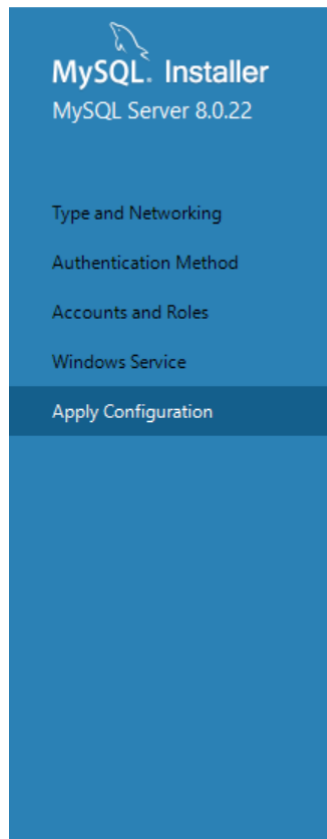 MySQL. Installer
MySQL Server 8.0.22
Type and Networking
Authentication Method
Accounts and Roles
Windows Service
Apply Configuration